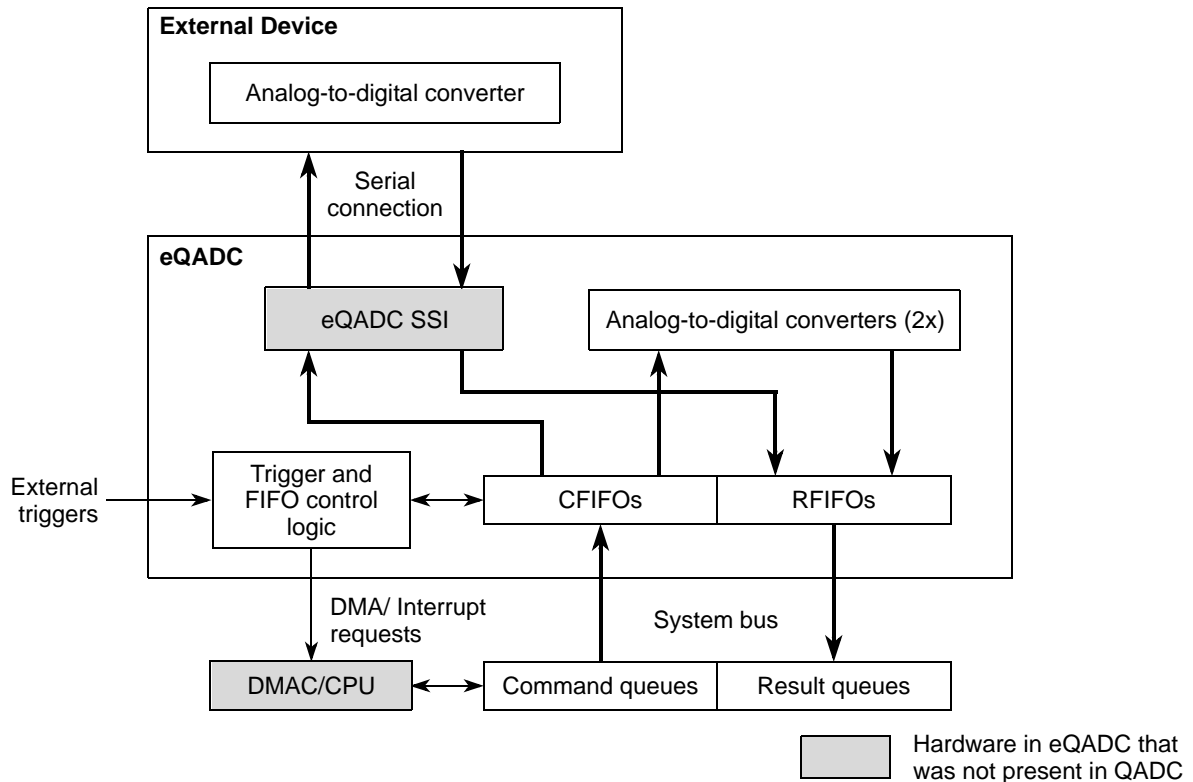 External Device
Analog-to-digital converter
Serial
connection
eQADC
eQADC SSI
Analog-to-digital converters (2x)
External
triggers
Trigger and
FIFO control
logic
CFIFOs
RFIFOs
DMA/ Interrupt
requests
System bus
DMAC/CPU
Command queues
Result queues
Hardware in eQADC that
was not present in QADC